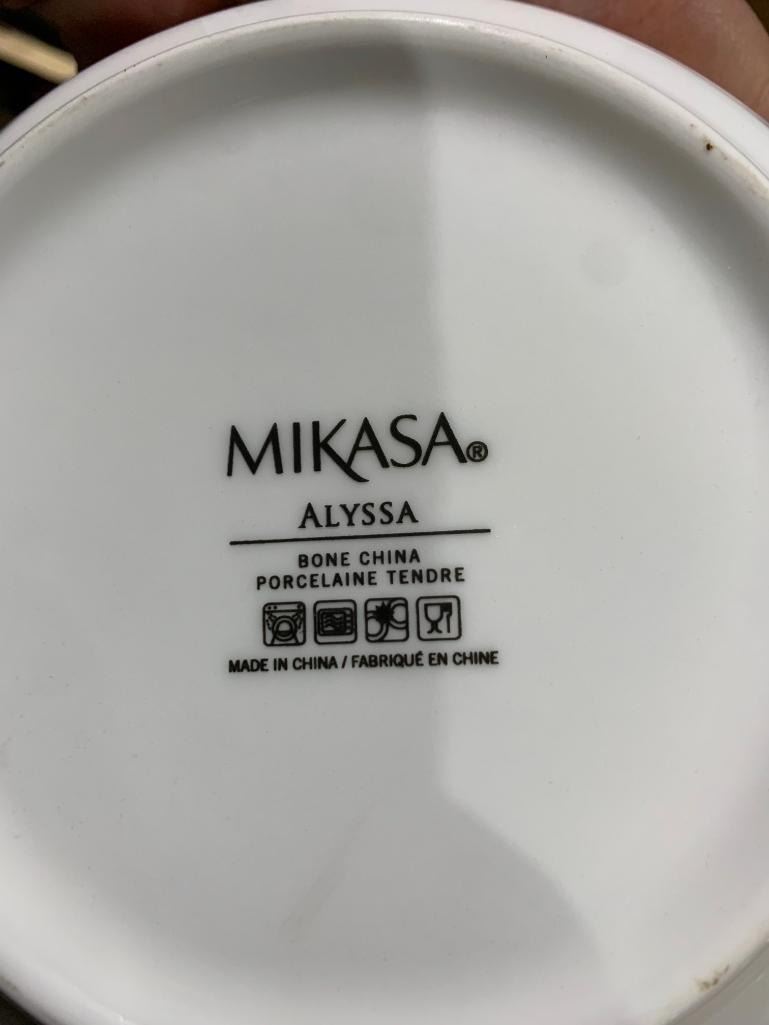 MIKASA®
ALYSSA
BONE CHINA
PORCELAINE TENDRE
MADE IN CHINA / FABRIQUÉ EN CHINE